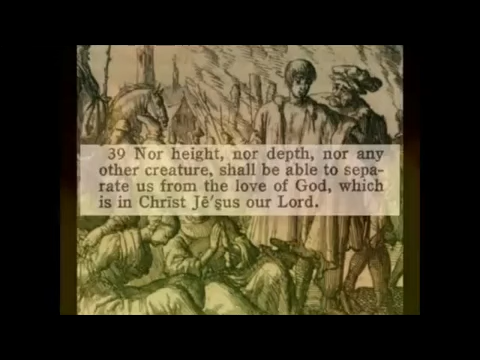 39 Nor height, nor depth, nor any
other creature, shall be able to sepa-
rate us from the love of God, which
is in Chrīst Jē'ṣus our Lord.